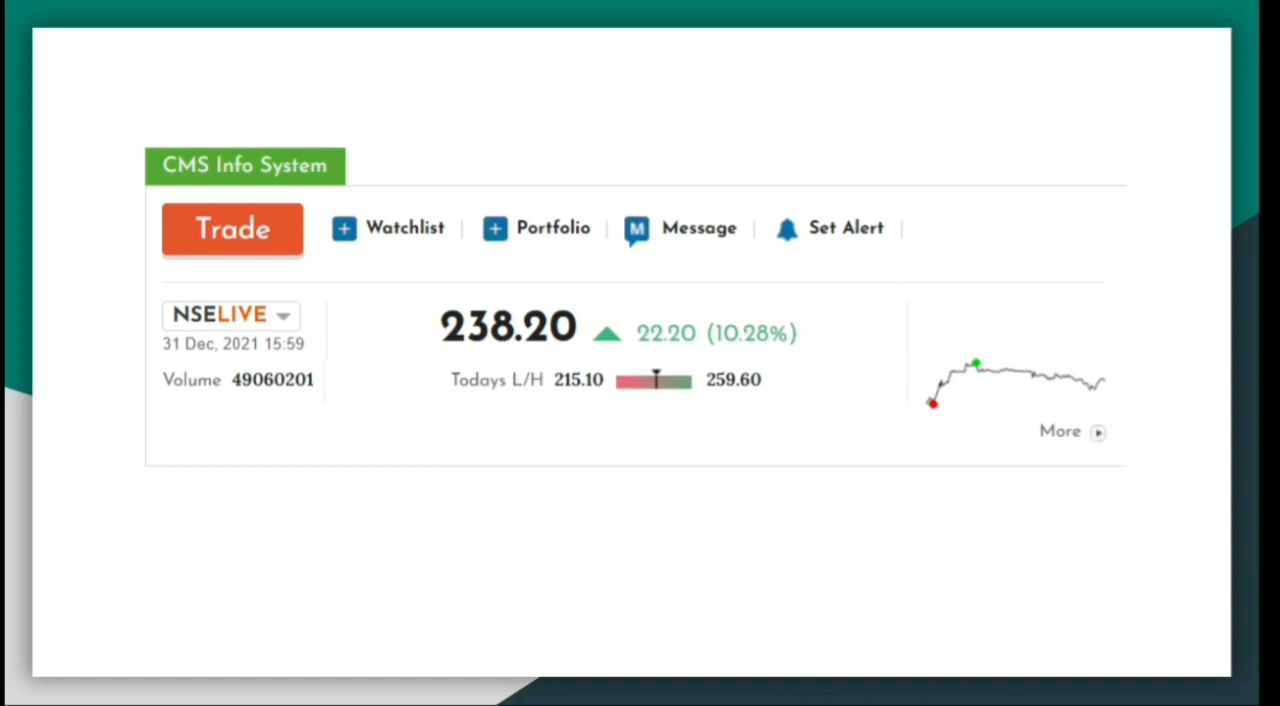 CMS Info System
Trade Watchlist Portfolio M Message Set Alert
NSELIVE
31 Dec, 2021 15:59
Volume 49060201
238.20 22.20 (10.28%)
Todays L/H 215.10 259.60
More